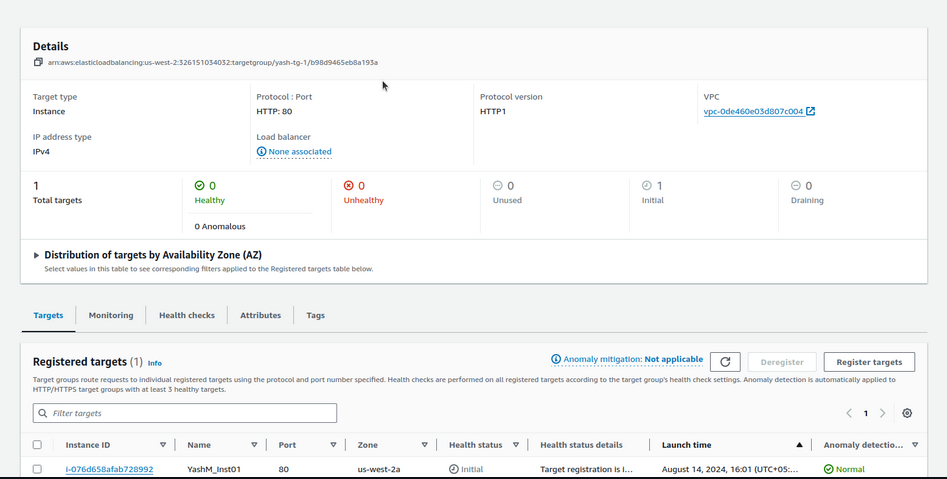 Details
arn:aws:elasticloadbalancing:us-west-2:326151034032:targetgroup/yash-tg-1/b98d9465eb8a193a
Target type
Instance
Protocol : Port
HTTP: 80
Protocol version
HTTP1
VPC
vpc-0de460e03d807c004
IP address type
IPv4
Load balancer
None associated
1
Total targets
0
Healthy
0 Anomalous
0
Unhealthy
0
Unused
1
Initial
0
Draining
Distribution of targets by Availability Zone (AZ)
Select values in this table to see corresponding filters applied to the Registered targets table below.
Targets
Monitoring
Health checks
Attributes
Tags
Registered targets (1) Info
Anomaly mitigation: Not applicable
Deregister
Register targets
Target groups route requests to individual registered targets using the protocol and port number specified. Health checks are performed on all registered targets according to the target group's health check settings. Anomaly detection is automatically applied to
HTTP/HTTPS target groups with at least 3 healthy targets.
Filter targets
1
Instance ID
Name
Port
Zone
Health status
Health status details
Launch time
Anomaly detectio...
i-076d658afab728992
YashM_Inst01
80
us-west-2a
Initial
Target registration is i...
August 14, 2024, 16:01 (UTC+05:...
Normal